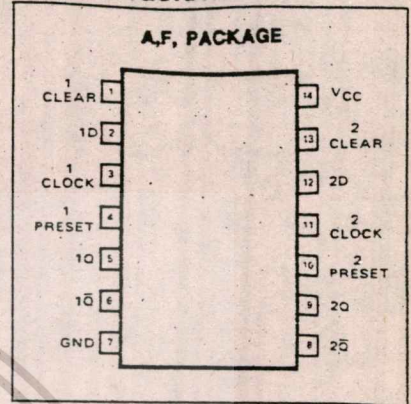 A,F, PACKAGE
1
CLEAR 1
1D 2
1
CLOCK 3
1
PRESET 4
1Q 5
1Q̅ 6
GND 7
14 VCC
13 2
CLEAR
12 2D
11 2
CLOCK
10 2
PRESET
9 2Q
8 2Q̅